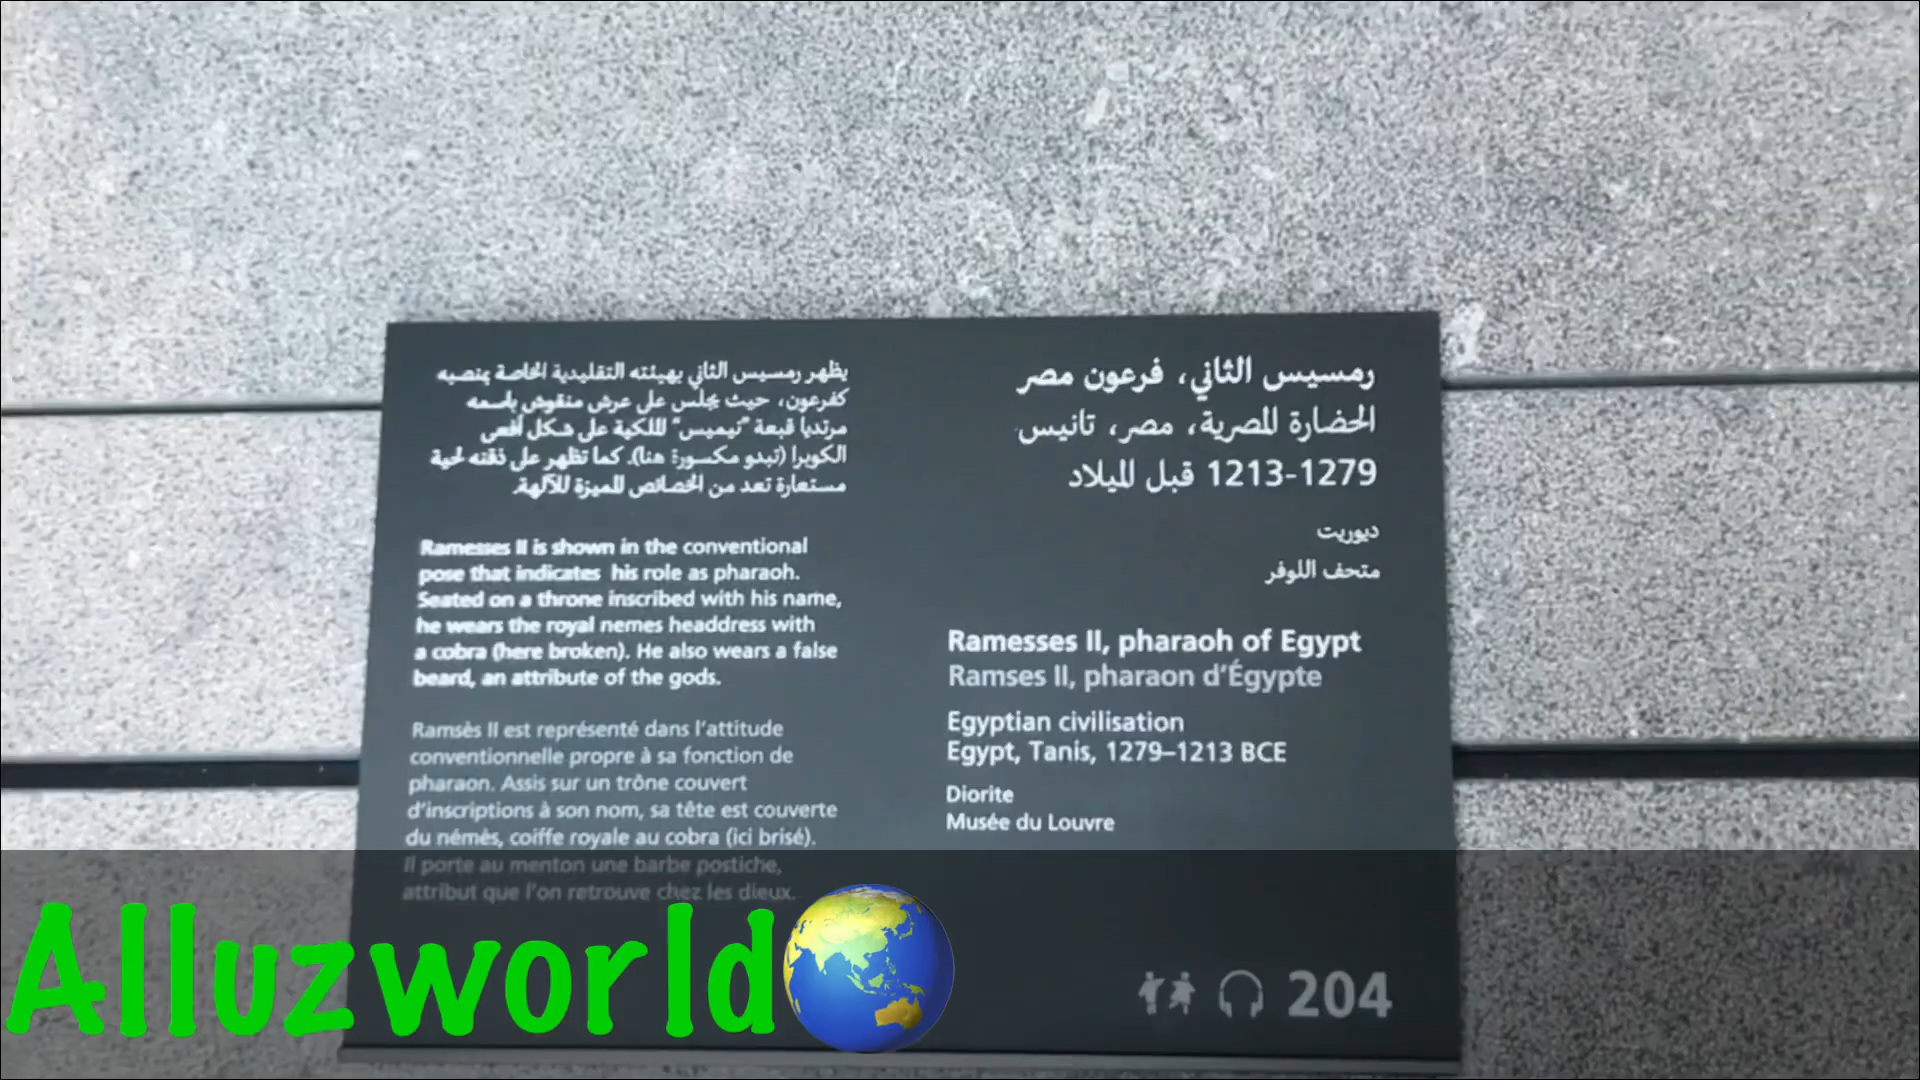 يظهر رمسيس الثاني بهيئته التقليدية الخاصة بمنصبه
كفرعون، حيث يجلس على عرش منقوش باسمه
مرتديا قبعة "نيميس" الملكية على شكل أفعى
الكوبرا (تبدو مكسورة هنا). كما تظهر على ذقنه لحية
مستعارة تعد من الخصائص المميزة للآلهة.
Ramesses II is shown in the conventional
pose that indicates his role as pharaoh.
Seated on a throne inscribed with his name,
he wears the royal nemes headdress with
a cobra (here broken). He also wears a false
beard, an attribute of the gods.
Ramsès II est représenté dans l'attitude
conventionnelle propre à sa fonction de
pharaon. Assis sur un trône couvert
d'inscriptions à son nom, sa tête est couverte
du némès, coiffe royale au cobra (ici brisé).
Il porte au menton une barbe postiche,
attribut que l'on retrouve chez les dieux.
رمسيس الثاني، فرعون مصر
الحضارة المصرية، مصر، تانيس
1279-1213 قبل الميلاد
ديوريت
متحف اللوفر
Ramesses II, pharaoh of Egypt
Ramses II, pharaon d'Égypte
Egyptian civilisation
Egypt, Tanis, 1279–1213 BCE
Diorite
Musée du Louvre
204
Alluzworld